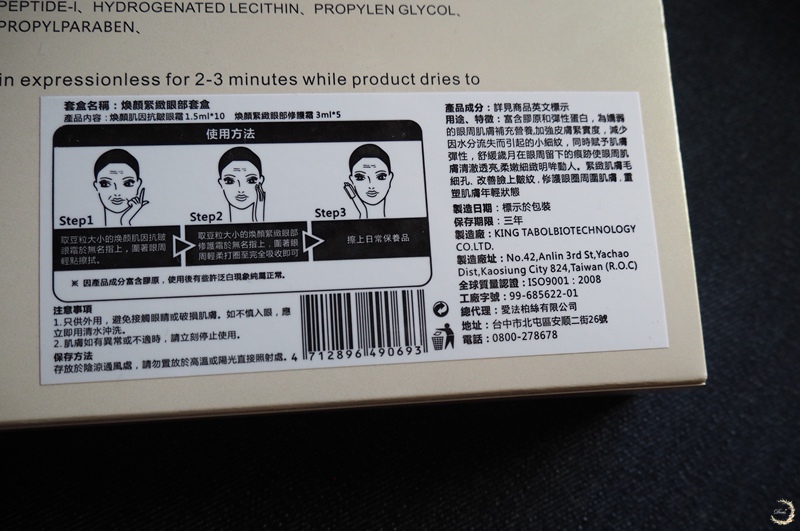 PEPTIDE-I、HYDROGENATED LECITHIN、PROPYLEN GLYCOL、
PROPYLPARABEN、
in expressionless for 2-3 minutes while product dries to
套盒名稱：煥顏緊緻眼部套盒
產品內容：煥顏肌因抗皺眼霜1.5ml*10 煥顏緊緻眼部修護霜 3ml*5
使用方法
Step1
取豆粒大小的煥顏肌因抗皺
眼霜於無名指上，圍著眼周
輕點擦拭。
Step2
取豆粒大小的煥顏緊緻眼部
修護霜於無名指上，圍著眼
周輕柔打圈至完全吸收即可
Step3
擦上日常保養品
※ 因產品成分富含膠原，使用後有些許泛白現象純屬正常。
注意事項
1.只供外用，避免接觸眼睛或破損肌膚。如不慎入眼，應
立即用清水沖洗。
2.肌膚如有異常或不適時，請立刻停止使用。
保存方法
存放於陰涼通風處，請勿置放於高溫或陽光直接照射處。
4 712896 490693
產品成分：詳見商品英文標示
用途、特徵：富含膠原和彈性蛋白，為嬌弱
的眼周肌膚補充營養,加強皮膚緊實度，減少
因水分流失而引起的小細紋，同時賦予肌膚
彈性，舒緩歲月在眼周留下的痕跡使眼周肌
膚清澈透亮,柔嫩細緻明眸動人。緊緻肌膚毛
細孔、改善臉上皺紋，修護眼圈周圍肌膚，重
塑肌膚年輕狀態
製造日期：標示於包裝
保存期限：三年
製造廠：KING TABOLBIOTECHNOLOGY
CO.LTD.
製造廠址：No.42,Anlin 3rd St,Yachao
Dist,Kaosiung City 824,Taiwan (R.O.C)
全球質量認證：ISO9001：2008
工廠字號：99-685622-01
總代理：愛法柏絲有限公司
地址：台中市北屯區安順二街26號
電話：0800-278678